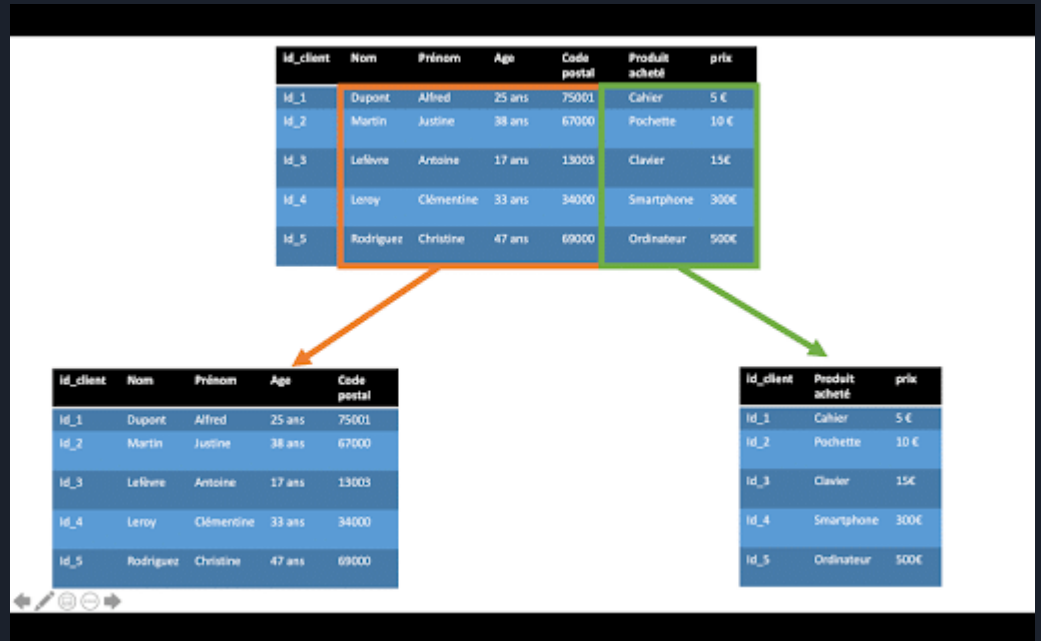 id_client Nom Prénom Age Code postal Produit acheté prix
Id_1 Dupont Alfred 25 ans 75001 Cahier 5 €
Id_2 Martin Justine 38 ans 67000 Pochette 10 €
Id_3 Lefèvre Antoine 17 ans 13003 Clavier 15€
Id_4 Leroy Clémentine 33 ans 34000 Smartphone 300€
Id_5 Rodriguez Christine 47 ans 69000 Ordinateur 500€
id_client Nom Prénom Age Code postal
Id_1 Dupont Alfred 25 ans 75001
Id_2 Martin Justine 38 ans 67000
Id_3 Lefèvre Antoine 17 ans 13003
Id_4 Leroy Clémentine 33 ans 34000
Id_5 Rodriguez Christine 47 ans 69000
id_client Produit acheté prix
Id_1 Cahier 5 €
Id_2 Pochette 10 €
Id_3 Clavier 15€
Id_4 Smartphone 300€
Id_5 Ordinateur 500€